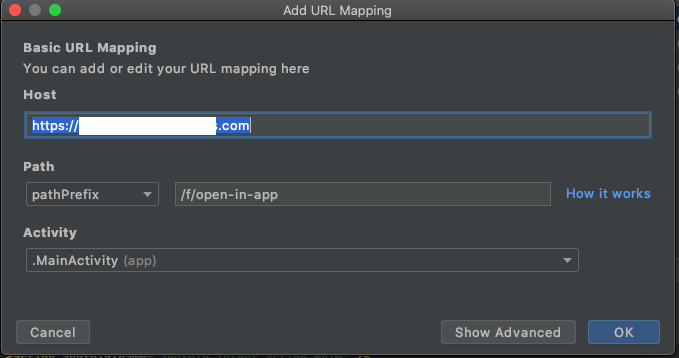 Add URL Mapping
Basic URL Mapping
You can add or edit your URL mapping here
Host
https:// .com
Path
pathPrefix /f/open-in-app How it works
Activity
.MainActivity (app)
Cancel Show Advanced OK